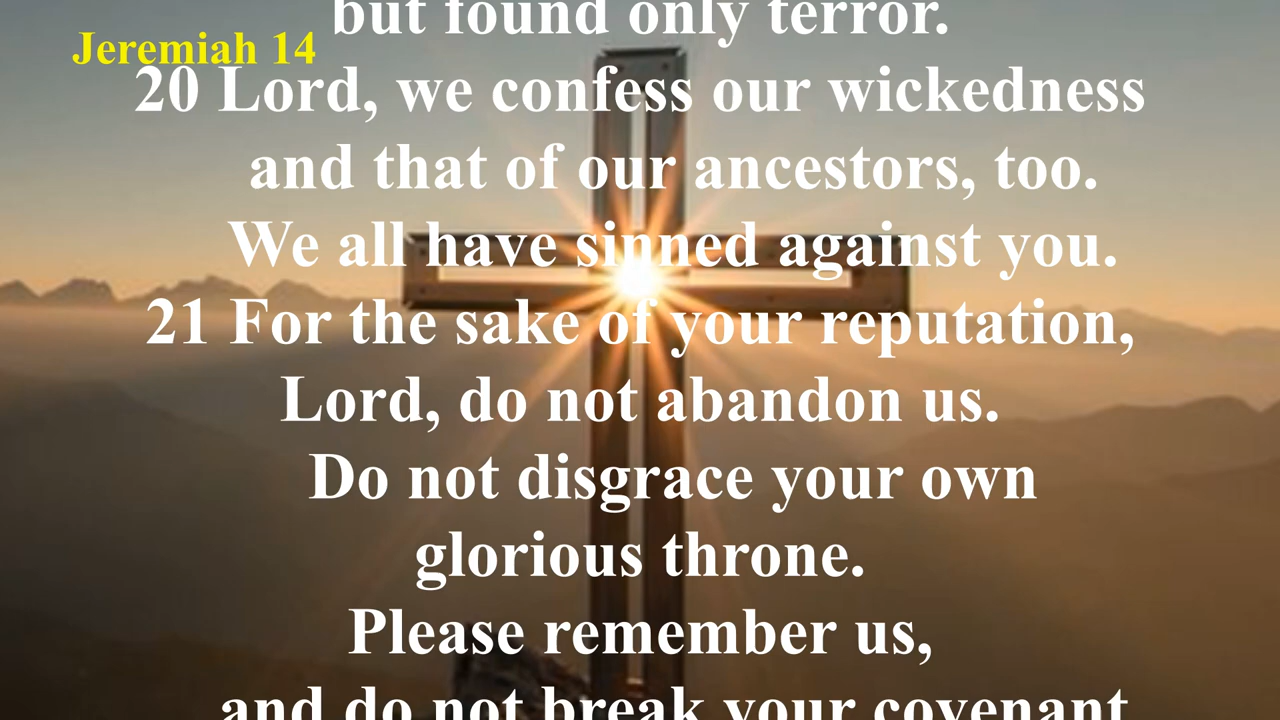 but found only terror.
Jeremiah 14
20 Lord, we confess our wickedness
and that of our ancestors, too.
We all have sinned against you.
21 For the sake of your reputation,
Lord, do not abandon us.
Do not disgrace your own
glorious throne.
Please remember us,
and do not break your covenant